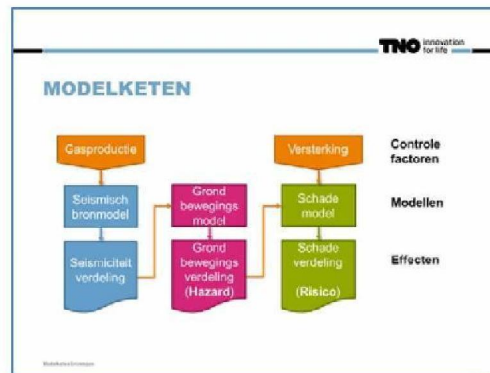 TNO innovation
for life
MODELKETEN
Gasproductie
Versterking
Controle
factoren
Seismisch
bronmodel
Grond
bewegings
model
Schade
model
Modellen
Seismiciteit
verdeling
Grond
bewegings
verdeling
(Hazard)
Schade
verdeling
(Risico)
Effecten